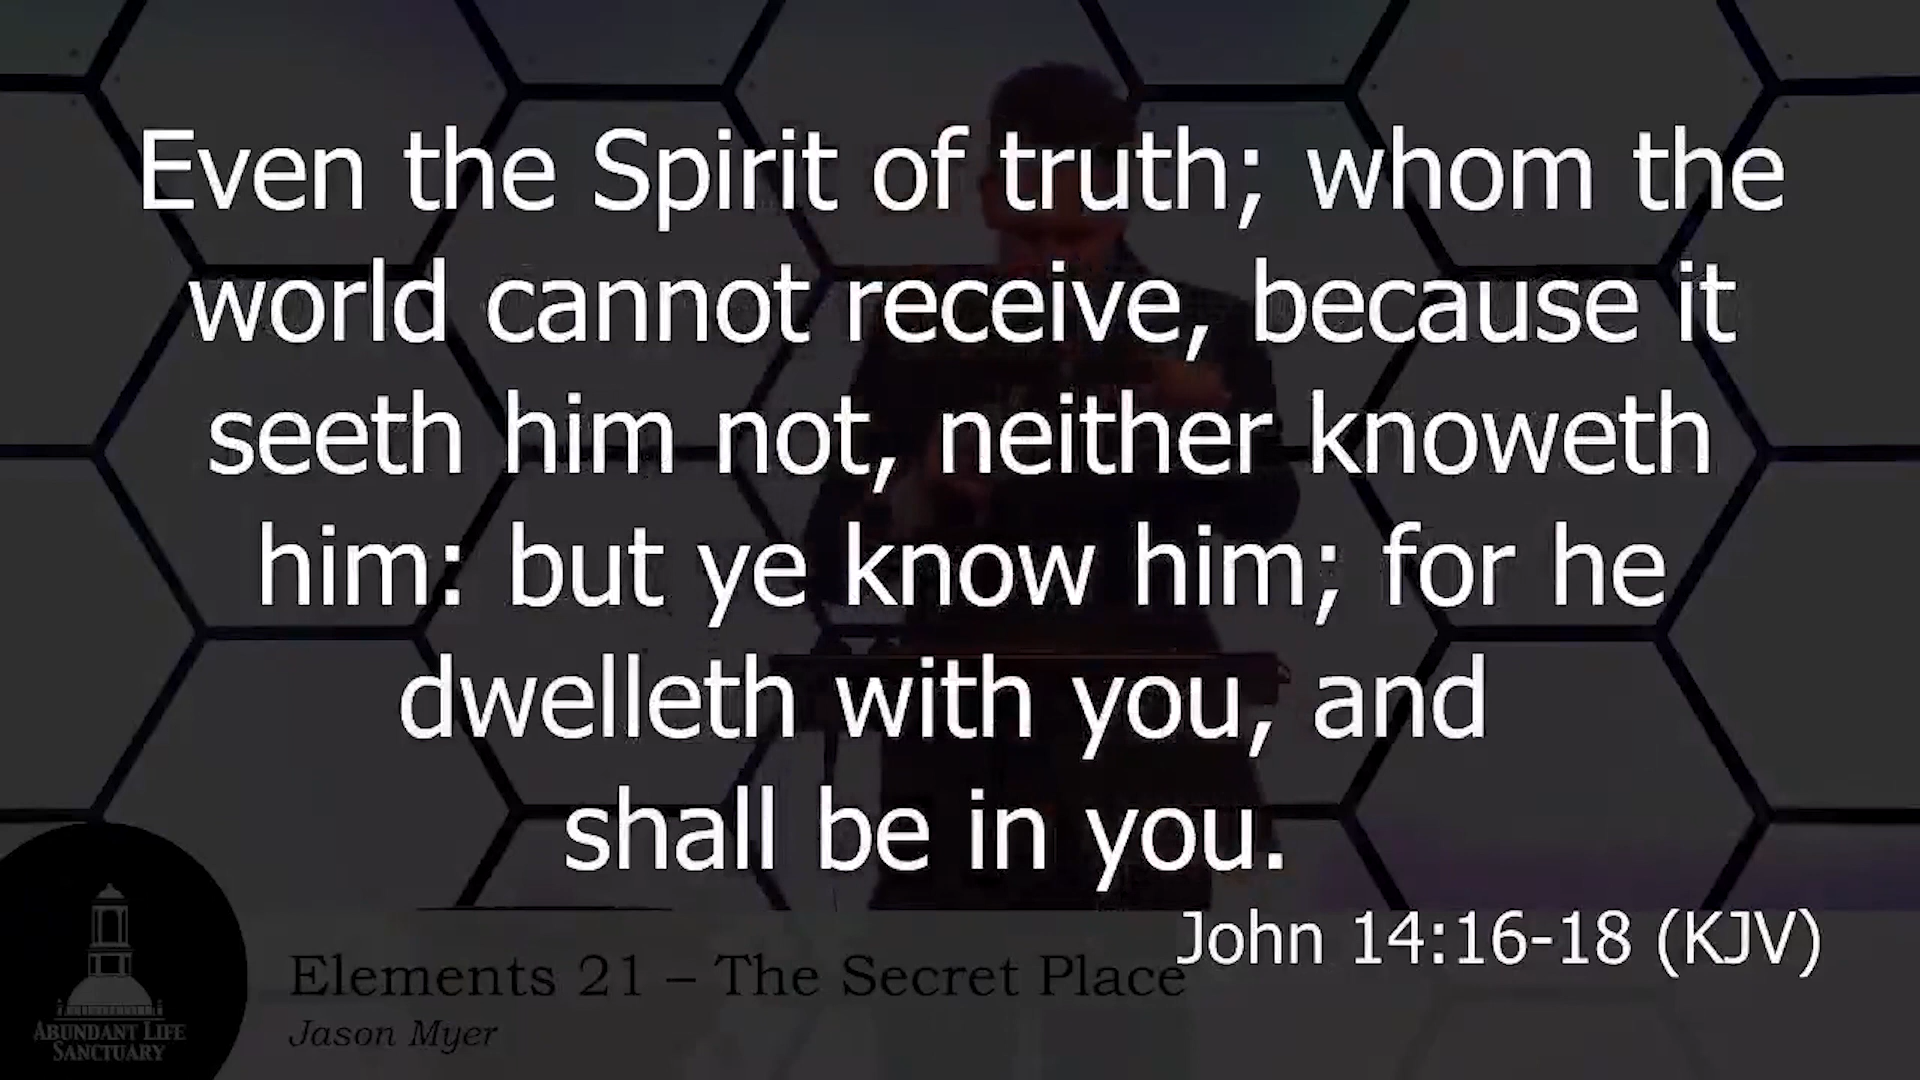 Even the Spirit of truth; whom the
world cannot receive, because it
seeth him not, neither knoweth
him: but ye know him; for he
dwelleth with you, and
shall be in you.
John 14:16-18 (KJV)
Elements 21 – The Secret Place
Jason Myer
ABUNDANT LIFE
SANCTUARY